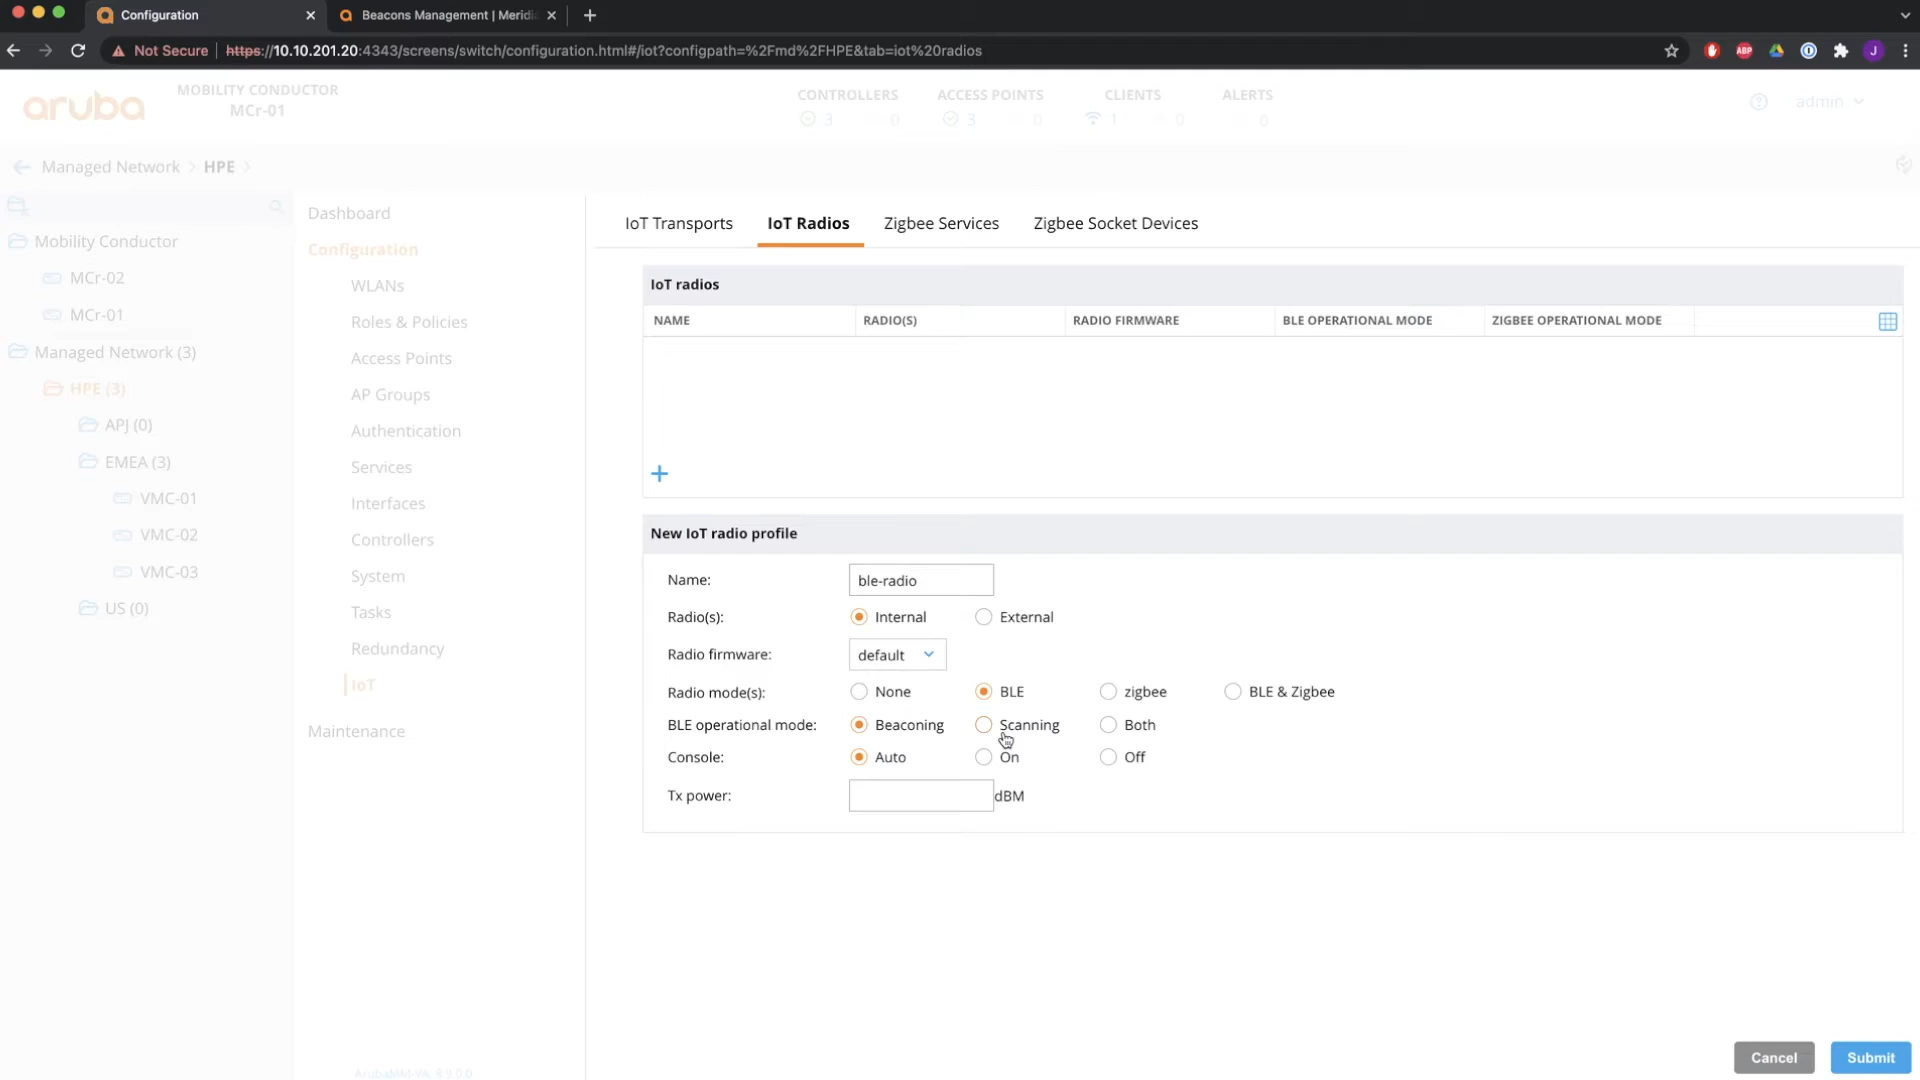 Configuration
Beacons Management | Meridi
Not Secure https://10.10.201.20:4343/screens/switch/configuration.html#/iot?configpath=%2Fmd%2FHPE&tab=iot%20radios
ABP
J
aruba
MOBILITY CONDUCTOR
MCr-01
CONTROLLERS
3 0
ACCESS POINTS
3 0
CLIENTS
1 0
ALERTS
0
admin
Managed Network > HPE >
Mobility Conductor
MCr-02
MCr-01
Managed Network (3)
HPE (3)
APJ (0)
EMEA (3)
VMC-01
VMC-02
VMC-03
US (0)
Dashboard
Configuration
WLANs
Roles & Policies
Access Points
AP Groups
Authentication
Services
Interfaces
Controllers
System
Tasks
Redundancy
IoT
Maintenance
ArubaMM-VA, 8.9.0.0
IoT Transports IoT Radios Zigbee Services Zigbee Socket Devices
IoT radios
NAME RADIO(S) RADIO FIRMWARE BLE OPERATIONAL MODE ZIGBEE OPERATIONAL MODE
+
New IoT radio profile
Name: ble-radio
Radio(s): Internal External
Radio firmware: default
Radio mode(s): None BLE zigbee BLE & Zigbee
BLE operational mode: Beaconing Scanning Both
Console: Auto On Off
Tx power: dBM
Cancel Submit